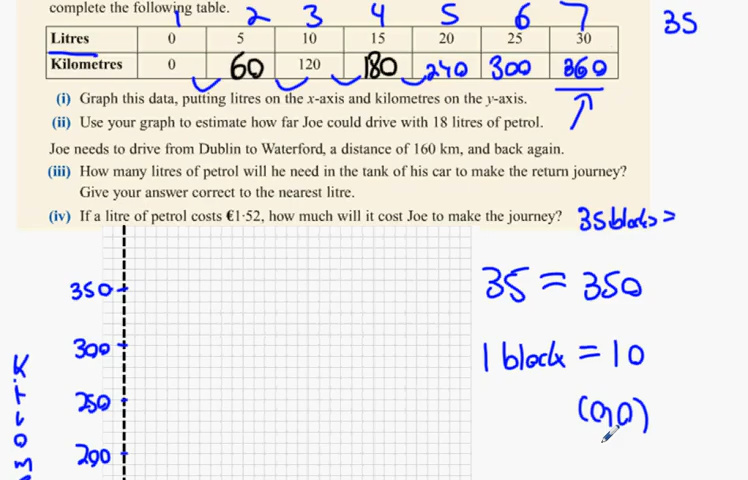 complete the following table.
1 2 3 4 5 6 7 35
Litres 0 5 10 15 20 25 30
Kilometres 0 60 120 180 240 300 360
(i) Graph this data, putting litres on the x-axis and kilometres on the y-axis.
(ii) Use your graph to estimate how far Joe could drive with 18 litres of petrol.
Joe needs to drive from Dublin to Waterford, a distance of 160 km, and back again.
(iii) How many litres of petrol will he need in the tank of his car to make the return journey?
Give your answer correct to the nearest litre.
(iv) If a litre of petrol costs €1·52, how much will it cost Joe to make the journey?
35 blocks =
350
35 = 350
300
1 block = 10
250
(0,0)
200